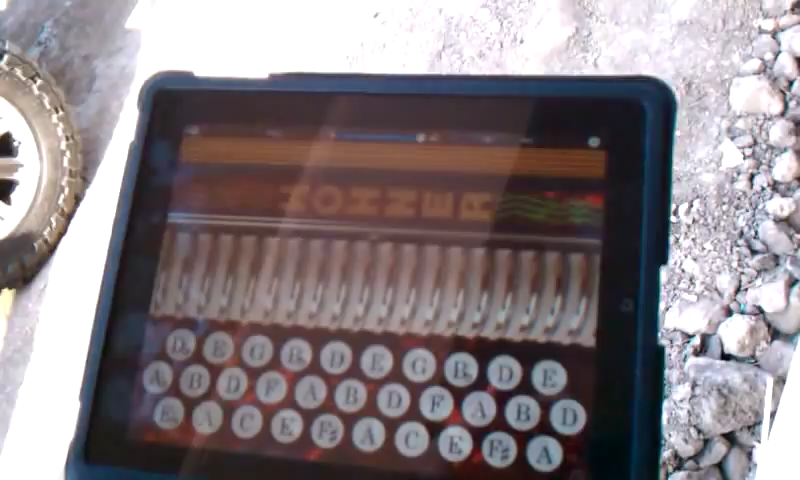 HOHNER
D♭ E G B♭ D E G B♭ D E
A♭ B D F A B D F A B D
E♭ A C E F# A C E F# A